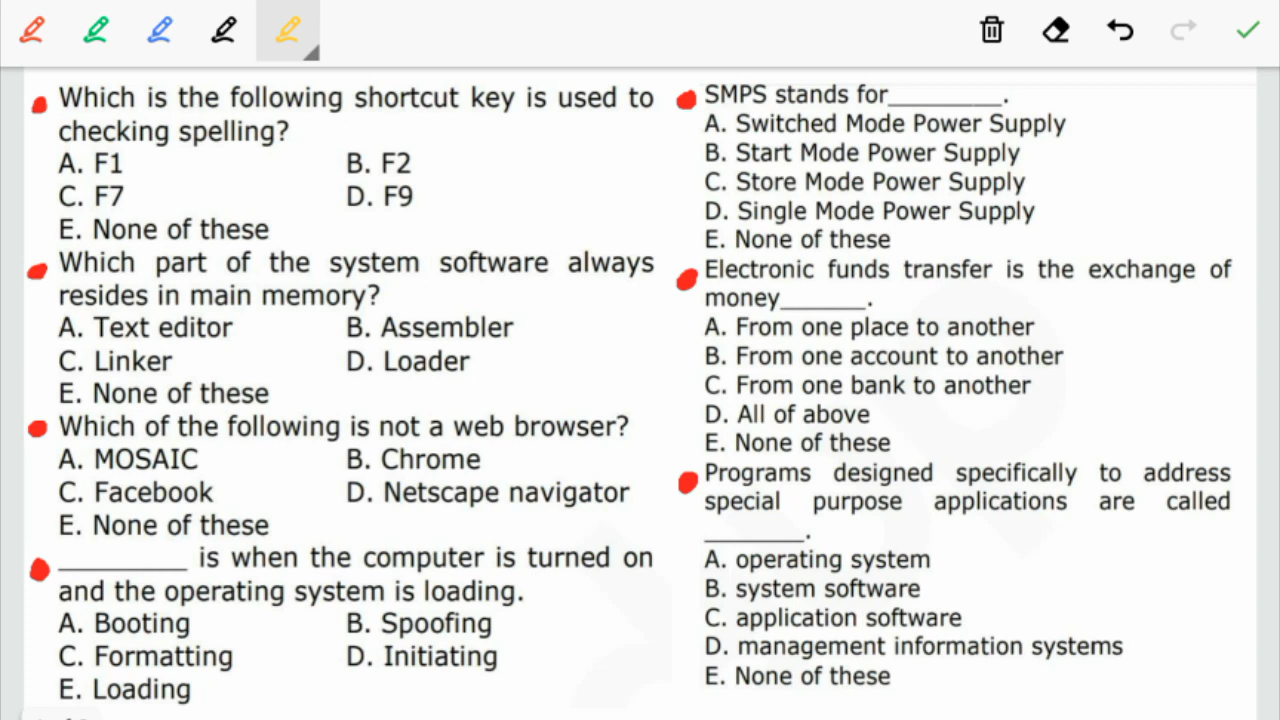 Which is the following shortcut key is used to
checking spelling?
A. F1 B. F2
C. F7 D. F9
E. None of these
Which part of the system software always
resides in main memory?
A. Text editor B. Assembler
C. Linker D. Loader
E. None of these
Which of the following is not a web browser?
A. MOSAIC B. Chrome
C. Facebook D. Netscape navigator
E. None of these
_________ is when the computer is turned on
and the operating system is loading.
A. Booting B. Spoofing
C. Formatting D. Initiating
E. Loading
SMPS stands for_________.
A. Switched Mode Power Supply
B. Start Mode Power Supply
C. Store Mode Power Supply
D. Single Mode Power Supply
E. None of these
Electronic funds transfer is the exchange of
money_______.
A. From one place to another
B. From one account to another
C. From one bank to another
D. All of above
E. None of these
Programs designed specifically to address
special purpose applications are called
________.
A. operating system
B. system software
C. application software
D. management information systems
E. None of these